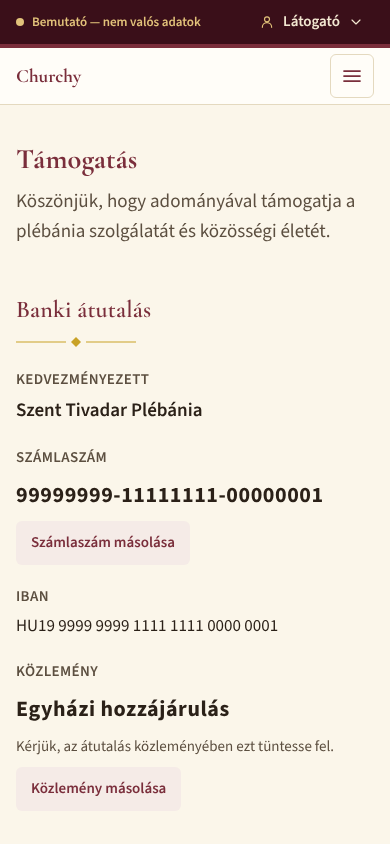 Bemutató — nem valós adatok
Látogató
Churchy
Támogatás
Köszönjük, hogy adományával támogatja a
plébánia szolgálatát és közösségi életét.
Banki átutalás
KEDVEZMÉNYEZETT
Szent Tivadar Plébánia
SZÁMLASZÁM
99999999-11111111-00000001
Számlaszám másolása
IBAN
HU19 9999 9999 1111 1111 0000 0001
KÖZLEMÉNY
Egyházi hozzájárulás
Kérjük, az átutalás közleményében ezt tüntesse fel.
Közlemény másolása